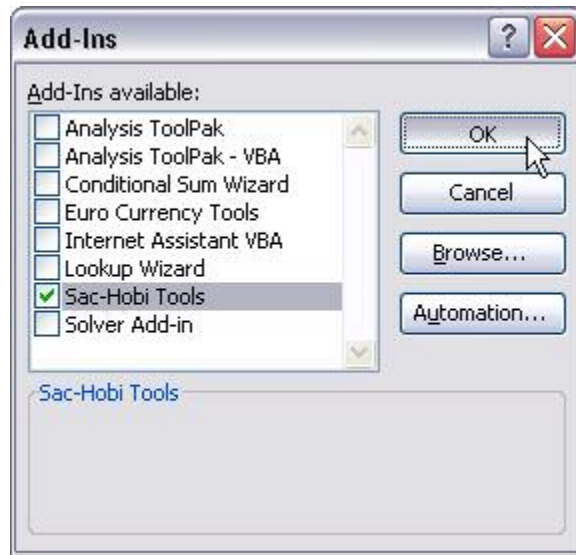 Add-Ins
?
Add-Ins available:
Analysis ToolPak
Analysis ToolPak - VBA
Conditional Sum Wizard
Euro Currency Tools
Internet Assistant VBA
Lookup Wizard
Sac-Hobi Tools
Solver Add-in
OK
Cancel
Browse...
Automation...
Sac-Hobi Tools